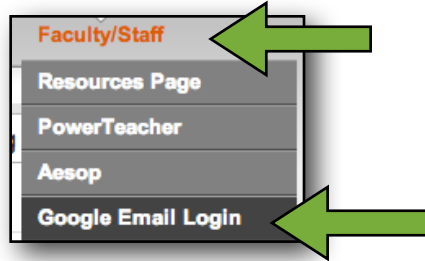 Faculty/Staff
Resources Page
PowerTeacher
Aesop
Google Email Login